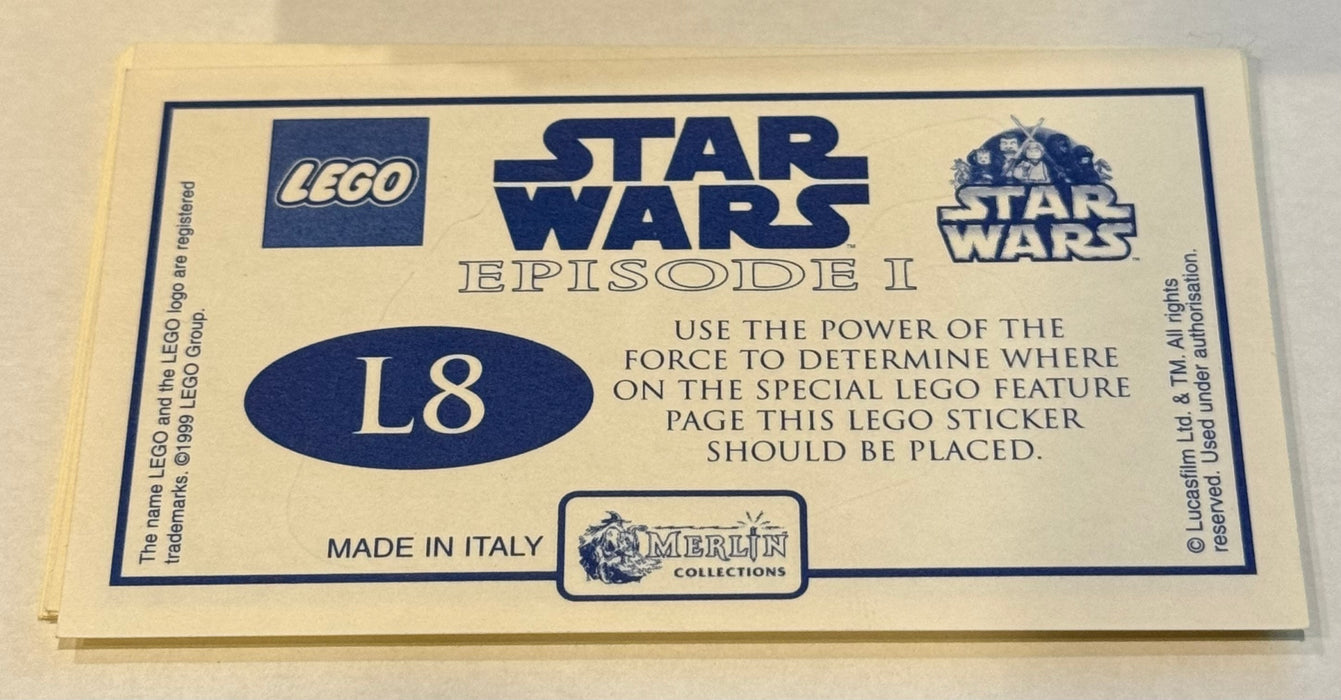 LEGO
STAR
WARS™
EPISODE I
STAR
WARS™
The name LEGO and the LEGO logo are registered
trademarks. ©1999 LEGO Group.
L8
USE THE POWER OF THE
FORCE TO DETERMINE WHERE
ON THE SPECIAL LEGO FEATURE
PAGE THIS LEGO STICKER
SHOULD BE PLACED.
© Lucasfilm Ltd. & TM. All rights
reserved. Used under authorisation.
MADE IN ITALY
MERLIN
COLLECTIONS